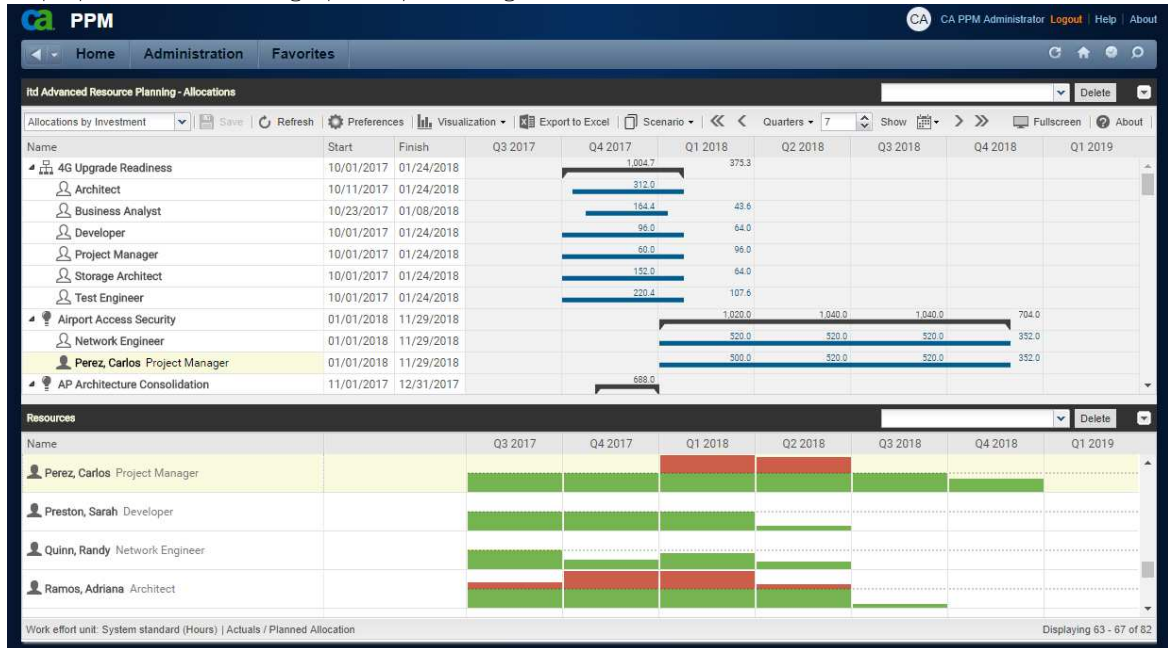 ca PPM
CA CA PPM Administrator Logout | Help | About
Home Administration Favorites
itd Advanced Resource Planning - Allocations Delete
Allocations by Investment Save Refresh Preferences Visualization Export to Excel Scenario Quarters 7 Show Fullscreen About
Name Start Finish Q3 2017 Q4 2017 Q1 2018 Q2 2018 Q3 2018 Q4 2018 Q1 2019
4G Upgrade Readiness 10/01/2017 01/24/2018 1,004.7 375.3
Architect 10/11/2017 01/24/2018 312.0
Business Analyst 10/23/2017 01/08/2018 164.4 43.6
Developer 10/01/2017 01/24/2018 96.0 64.0
Project Manager 10/01/2017 01/24/2018 60.0 96.0
Storage Architect 10/01/2017 01/24/2018 152.0 64.0
Test Engineer 10/01/2017 01/24/2018 220.4 107.6
Airport Access Security 01/01/2018 11/29/2018 1,020.0 1,040.0 1,040.0 704.0
Network Engineer 01/01/2018 11/29/2018 520.0 520.0 520.0 352.0
Perez, Carlos Project Manager 01/01/2018 11/29/2018 500.0 520.0 520.0 352.0
AP Architecture Consolidation 11/01/2017 12/31/2017 688.0
Resources Delete
Name Q3 2017 Q4 2017 Q1 2018 Q2 2018 Q3 2018 Q4 2018 Q1 2019
Perez, Carlos Project Manager
Preston, Sarah Developer
Quinn, Randy Network Engineer
Ramos, Adriana Architect
Work effort unit: System standard (Hours) | Actuals / Planned Allocation Displaying 63 - 67 of 82